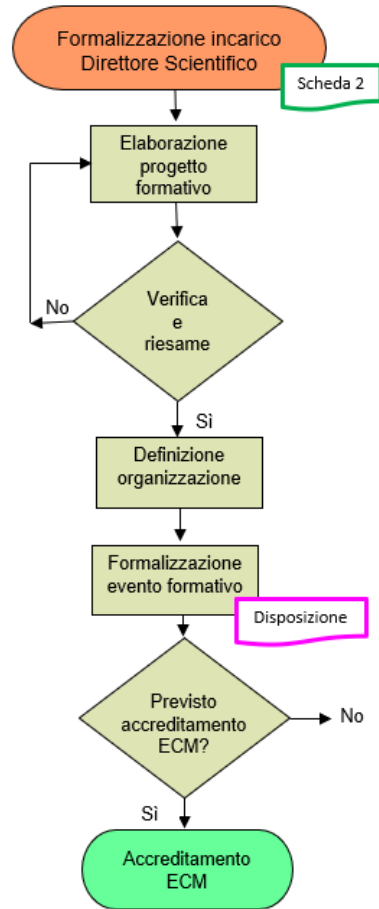 Formalizzazione incarico
Direttore Scientifico
Scheda 2
Elaborazione
progetto
formativo
No
Verifica
e
riesame
Sì
Definizione
organizzazione
Formalizzazione
evento formativo
Disposizione
Previsto
accreditamento
ECM?
No
Sì
Accreditamento
ECM